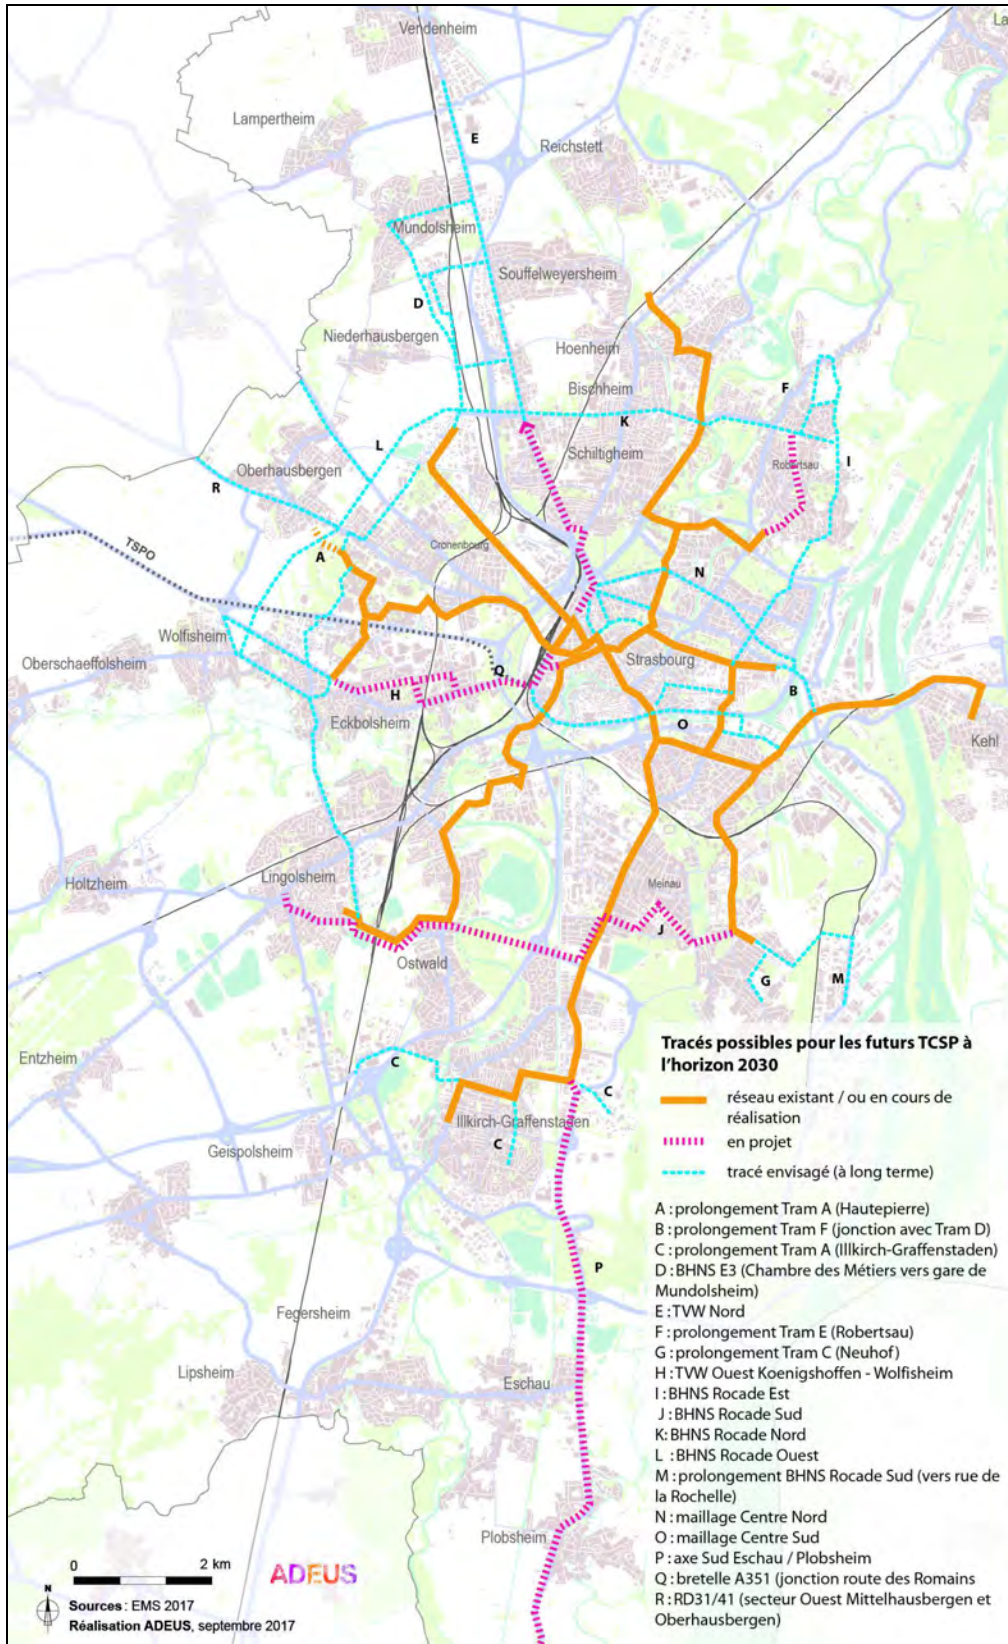 Vendenheim
La
Lampertheim
E
Reichstett
Mundolsheim
Souffelweyersheim
D
Niederhausbergen
Hoenheim
Bischheim
F
K
L
Schiltigheim
Oberhausbergen
Robertsau
I
R
TSPO
Cronenbourg
A
N
Wolfisheim
Oberschaeffolsheim
Strasbourg
Q
H
B
Eckbolsheim
O
Kehl
Holtzheim
Lingolsheim
Meinau
J
Ostwald
G
M
Entzheim
C
C
Illkirch-Graffenstaden
C
Geispolsheim
P
Fegersheim
Lipsheim
Eschau
Plobsheim
Tracés possibles pour les futurs TCSP à
l'horizon 2030
réseau existant / ou en cours de
réalisation
en projet
tracé envisagé (à long terme)
A : prolongement Tram A (Hautepierre)
B : prolongement Tram F (jonction avec Tram D)
C : prolongement Tram A (Illlkirch-Graffenstaden)
D : BHNS E3 (Chambre des Métiers vers gare de
Mundolsheim)
E : TVW Nord
F : prolongement Tram E (Robertsau)
G : prolongement Tram C (Neuhof)
H : TVW Ouest Koenigshoffen - Wolfisheim
I : BHNS Rocade Est
J : BHNS Rocade Sud
K: BHNS Rocade Nord
L : BHNS Rocade Ouest
M : prolongement BHNS Rocade Sud (vers rue de
la Rochelle)
N : maillage Centre Nord
O : maillage Centre Sud
P : axe Sud Eschau / Plobsheim
Q : bretelle A351 (jonction route des Romains
R : RD31/41 (secteur Ouest Mittelhausbergen et
Oberhausbergen)
0 2 km
ADEUS
N
Sources : EMS 2017
Réalisation ADEUS, septembre 2017